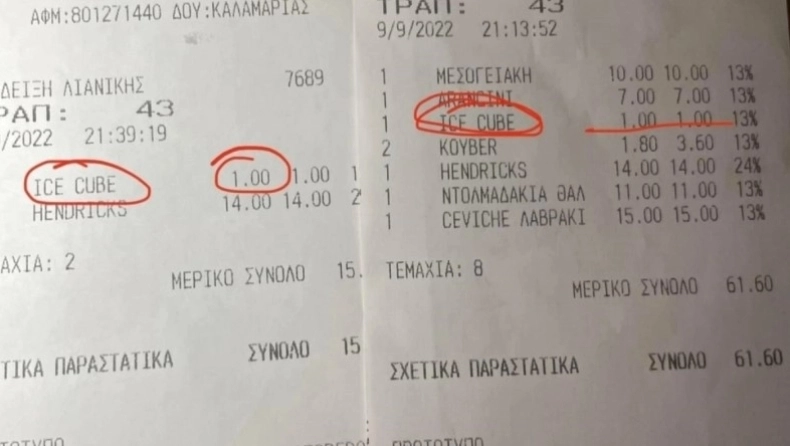 ΑΦΜ:801271440 ΔΟΥ:ΚΑΛΑΜΑΡΙΑΣ
ΔΕΙΞΗ ΛΙΑΝΙΚΗΣ 7689
ΡΑΠ: 43
/2022 21:39:19
ICE CUBE 1.00 1.00 1
HENDRICKS 14.00 14.00 2
ΑΧΙΑ: 2
ΜΕΡΙΚΟ ΣΥΝΟΛΟ 15.
ΤΙΚΑ ΠΑΡΑΣΤΑΤΙΚΑ ΣΥΝΟΛΟ 15
ΤΡΑΠ: 43
9/9/2022 21:13:52
1 ΜΕΣΟΓΕΙΑΚΗ 10.00 10.00 13%
1 ARANCINI 7.00 7.00 13%
1 ICE CUBE 1.00 1.00 13%
2 ΚΟΥΒΕΡ 1.80 3.60 13%
1 HENDRICKS 14.00 14.00 24%
1 ΝΤΟΛΜΑΔΑΚΙΑ ΘΑΛ 11.00 11.00 13%
1 CEVICHE ΛΑΒΡΑΚΙ 15.00 15.00 13%
ΤΕΜΑΧΙΑ: 8
ΜΕΡΙΚΟ ΣΥΝΟΛΟ 61.60
ΣΧΕΤΙΚΑ ΠΑΡΑΣΤΑΤΙΚΑ ΣΥΝΟΛΟ 61.60